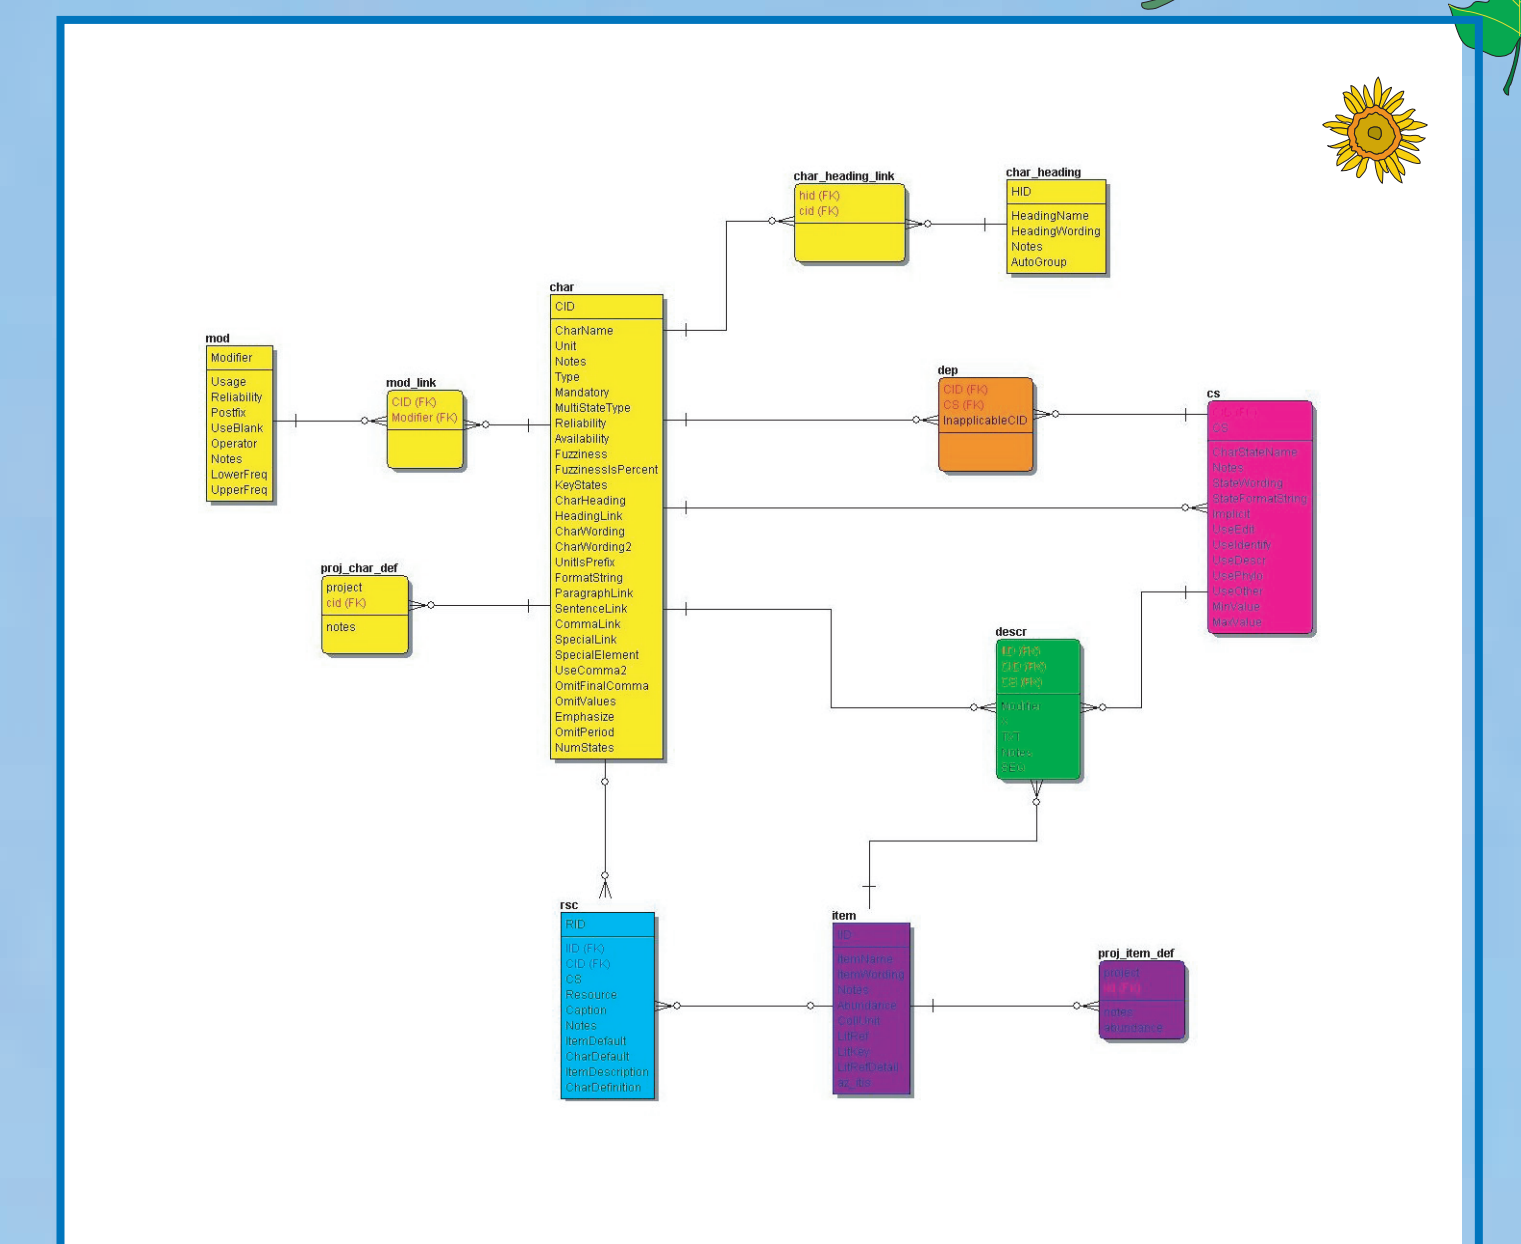 char_heading_link
hid (FK)
cid (FK)
char_heading
HID
HeadingName
HeadingWording
Notes
AutoGroup
char
CID
CharName
Unit
Notes
Type
Mandatory
MultiStateType
Reliability
Availability
Fuzziness
FuzzinessIsPercent
KeyStates
CharHeading
HeadingLink
CharWording
CharWording2
UnitIsPrefix
FormatString
ParagraphLink
SentenceLink
CommaLink
SpecialLink
SpecialElement
UseComma2
OmitFinalComma
OmitValues
Emphasize
OmitPeriod
NumStates
mod
Modifier
Usage
Reliability
Postfix
UseBlank
Operator
Notes
LowerFreq
UpperFreq
mod_link
CID (FK)
Modifier (FK)
dep
CID (FK)
CS (FK)
InapplicableCID
cs
CS
CharStateName
Notes
StateWording
StateFormatString
Implicit
UseEdit
UseIdentify
UseDescr
UsePhylo
UseOther
MinValue
MaxValue
proj_char_def
project
cid (FK)
notes
descr
IID (FK)
CID (FK)
CS (FK)
Modifier
Notes
rsc
RID
IID (FK)
CID (FK)
CS
Resource
Caption
Notes
ItemDefault
CharDefault
ItemDescription
CharDefinition
item
IID
ItemName
ItemWording
Notes
Abundance
CollUnit
LitRef
LitKey
LitRefDetail
proj_item_def
project
iid (FK)
notes
abundance